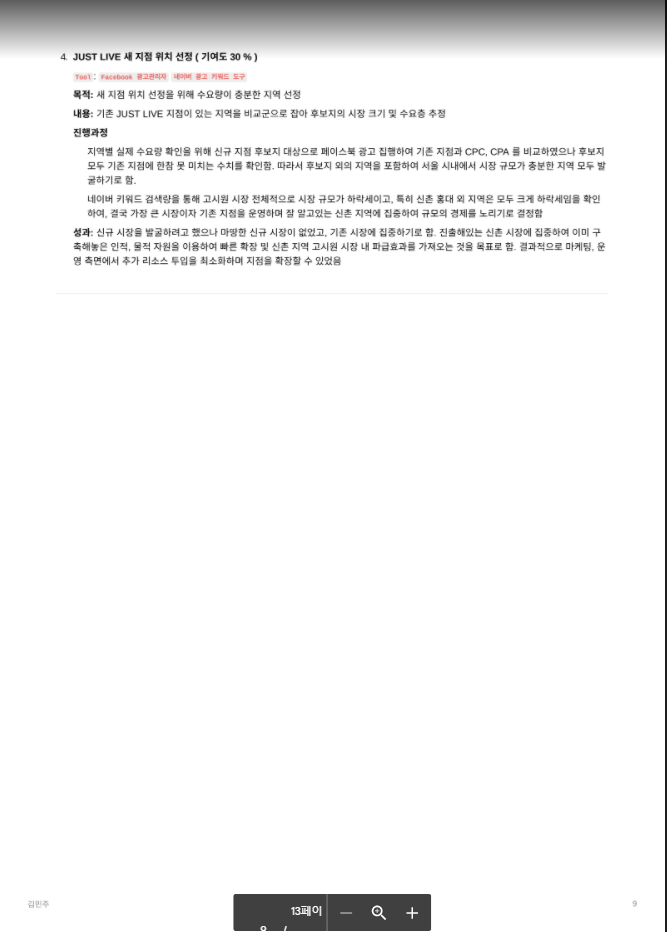 4. JUST LIVE 새 지점 위치 선정 ( 기여도 30 % )
Tool : Facebook 광고관리자 네이버 광고 키워드 도구
목적: 새 지점 위치 선정을 위해 수요량이 충분한 지역 선정
내용: 기존 JUST LIVE 지점이 있는 지역을 비교군으로 잡아 후보지의 시장 크기 및 수요층 추정
진행과정
지역별 실제 수요량 확인을 위해 신규 지점 후보지 대상으로 페이스북 광고 집행하여 기존 지점과 CPC, CPA 를 비교하였으나 후보지
모두 기존 지점에 한참 못 미치는 수치를 확인함. 따라서 후보지 외의 지역을 포함하여 서울 시내에서 시장 규모가 충분한 지역 모두 발
굴하기로 함.
네이버 키워드 검색량을 통해 고시원 시장 전체적으로 시장 규모가 하락세이고, 특히 신촌 홍대 외 지역은 모두 크게 하락세임을 확인
하여, 결국 가장 큰 시장이자 기존 지점을 운영하며 잘 알고있는 신촌 지역에 집중하여 규모의 경제를 노리기로 결정함
성과: 신규 시장을 발굴하려고 했으나 마땅한 신규 시장이 없었고, 기존 시장에 집중하기로 함. 진출해있는 신촌 시장에 집중하여 이미 구
축해놓은 인적, 물적 자원을 이용하여 빠른 확장 및 신촌 지역 고시원 시장 내 파급효과를 가져오는 것을 목표로 함. 결과적으로 마케팅, 운
영 측면에서 추가 리소스 투입을 최소화하며 지점을 확장할 수 있었음
김민주
9
13페이